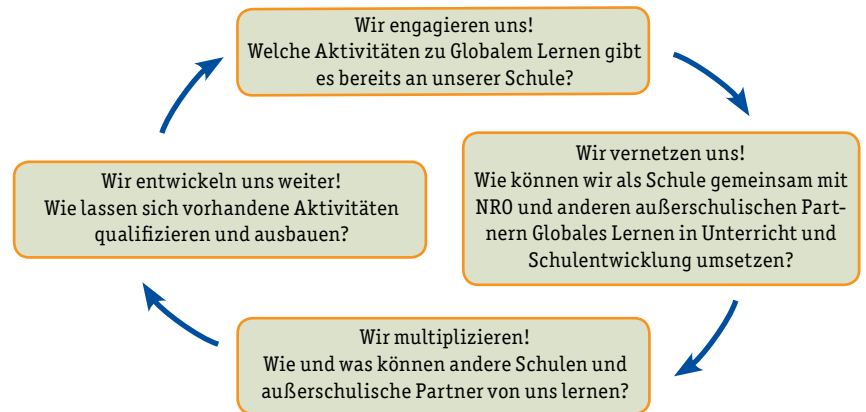 Wir engagieren uns!
Welche Aktivitäten zu Globalem Lernen gibt
es bereits an unserer Schule?
Wir vernetzen uns!
Wie können wir als Schule gemeinsam mit
NRO und anderen außerschulischen Part-
nern Globales Lernen in Unterricht und
Schulentwicklung umsetzen?
Wir multiplizieren!
Wie und was können andere Schulen und
außerschulische Partner von uns lernen?
Wir entwickeln uns weiter!
Wie lassen sich vorhandene Aktivitäten
qualifizieren und ausbauen?